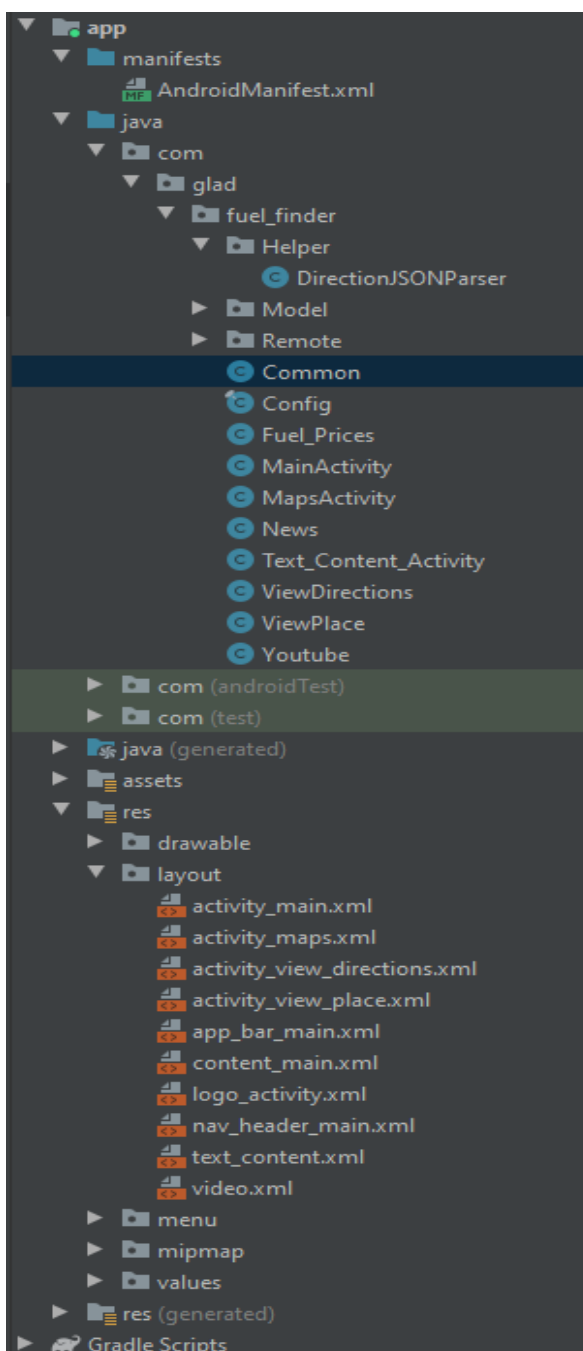 app
manifests
AndroidManifest.xml
java
com
glad
fuel_finder
Helper
DirectionJSONParser
Model
Remote
Common
Config
Fuel_Prices
MainActivity
MapsActivity
News
Text_Content_Activity
ViewDirections
ViewPlace
Youtube
com (androidTest)
com (test)
java (generated)
assets
res
drawable
layout
activity_main.xml
activity_maps.xml
activity_view_directions.xml
activity_view_place.xml
app_bar_main.xml
content_main.xml
logo_activity.xml
nav_header_main.xml
text_content.xml
video.xml
menu
mipmap
values
res (generated)
Gradle Scripts